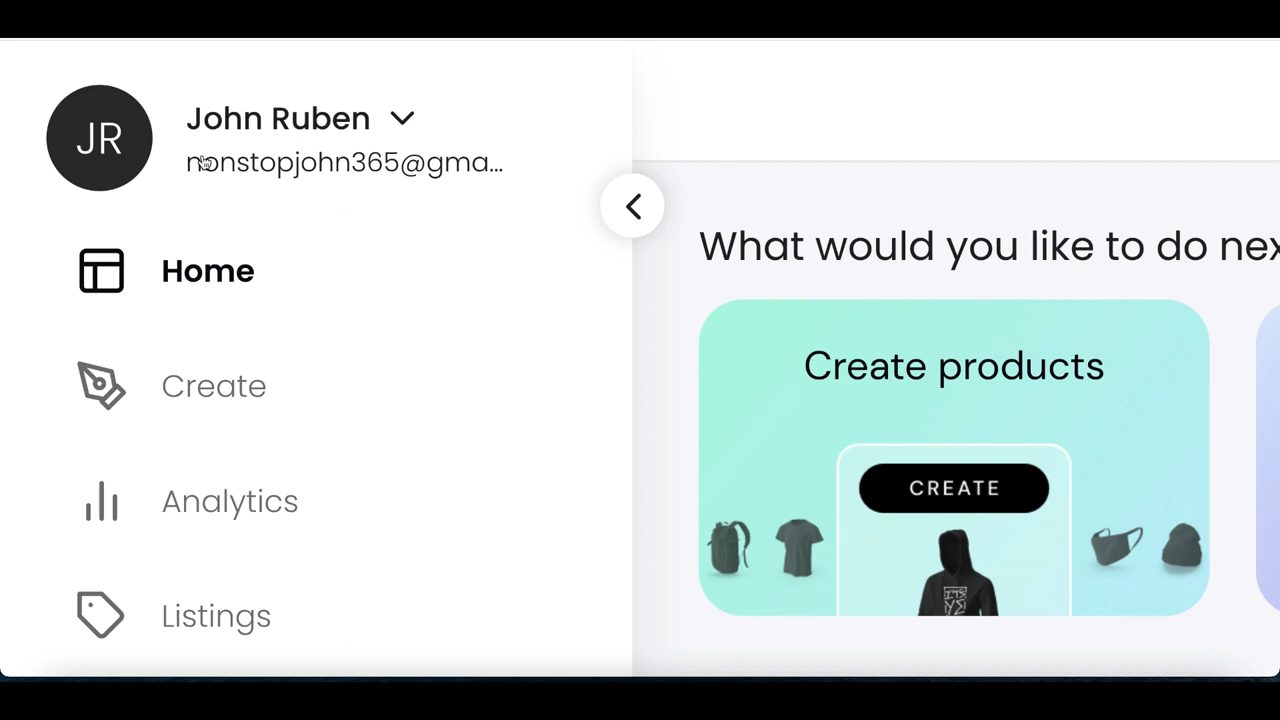 JR
John Ruben
nonstopjohn365@gma...
Home
Create
Analytics
Listings
What would you like to do nex
Create products
CREATE